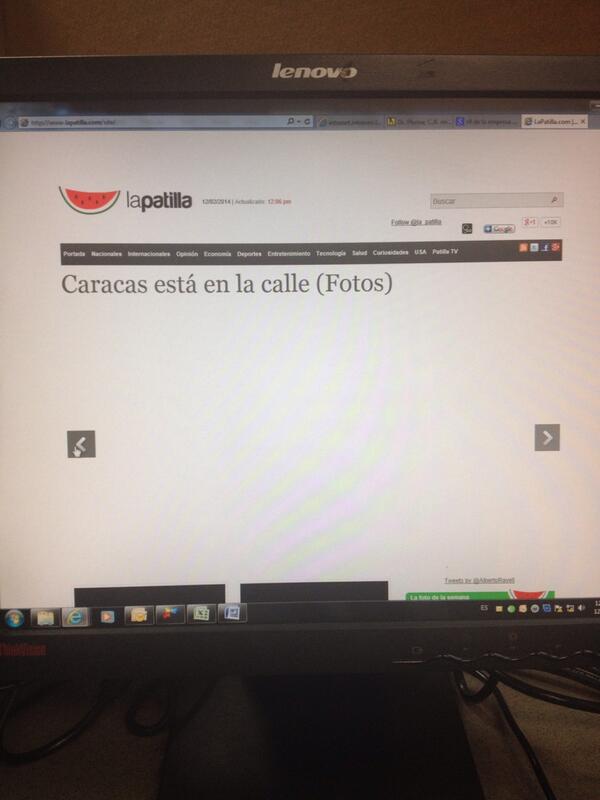 lenovo
http://www.lapatilla.com/site/
LaPatilla.com |...
lapatilla
12/02/2014 | Actualizado: 12:06 pm
Buscar
Follow @la_patilla
Google
+1
+10K
Portada Nacionales Internacionales Opinión Economía Deportes Entretenimiento Tecnología Salud Curiosidades USA Patilla TV
Caracas está en la calle (Fotos)
Tweets by @AlbertoRavell
La foto de la semana
ES
ThinkVision